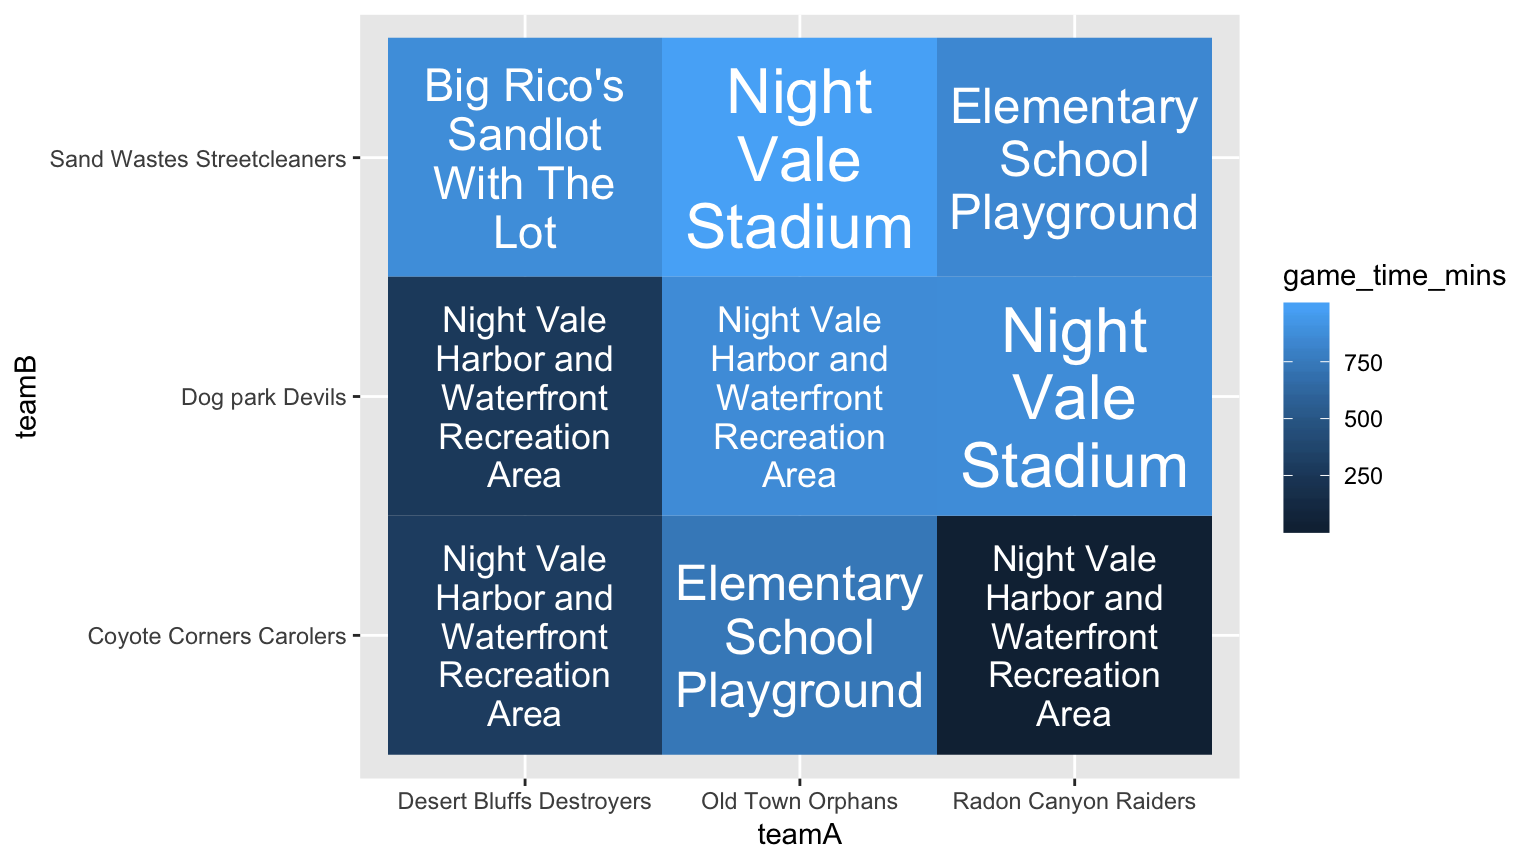 Big Rico's
Sandlot
With The
Lot
Night
Vale
Stadium
Elementary
School
Playground
Sand Wastes Streetcleaners
Night Vale
Harbor and
Waterfront
Recreation
Area
Night Vale
Harbor and
Waterfront
Recreation
Area
Night
Vale
Stadium
Dog park Devils
Night Vale
Harbor and
Waterfront
Recreation
Area
Elementary
School
Playground
Night Vale
Harbor and
Waterfront
Recreation
Area
Coyote Corners Carolers
teamB
Desert Bluffs Destroyers
Old Town Orphans
Radon Canyon Raiders
teamA
game_time_mins
750
500
250